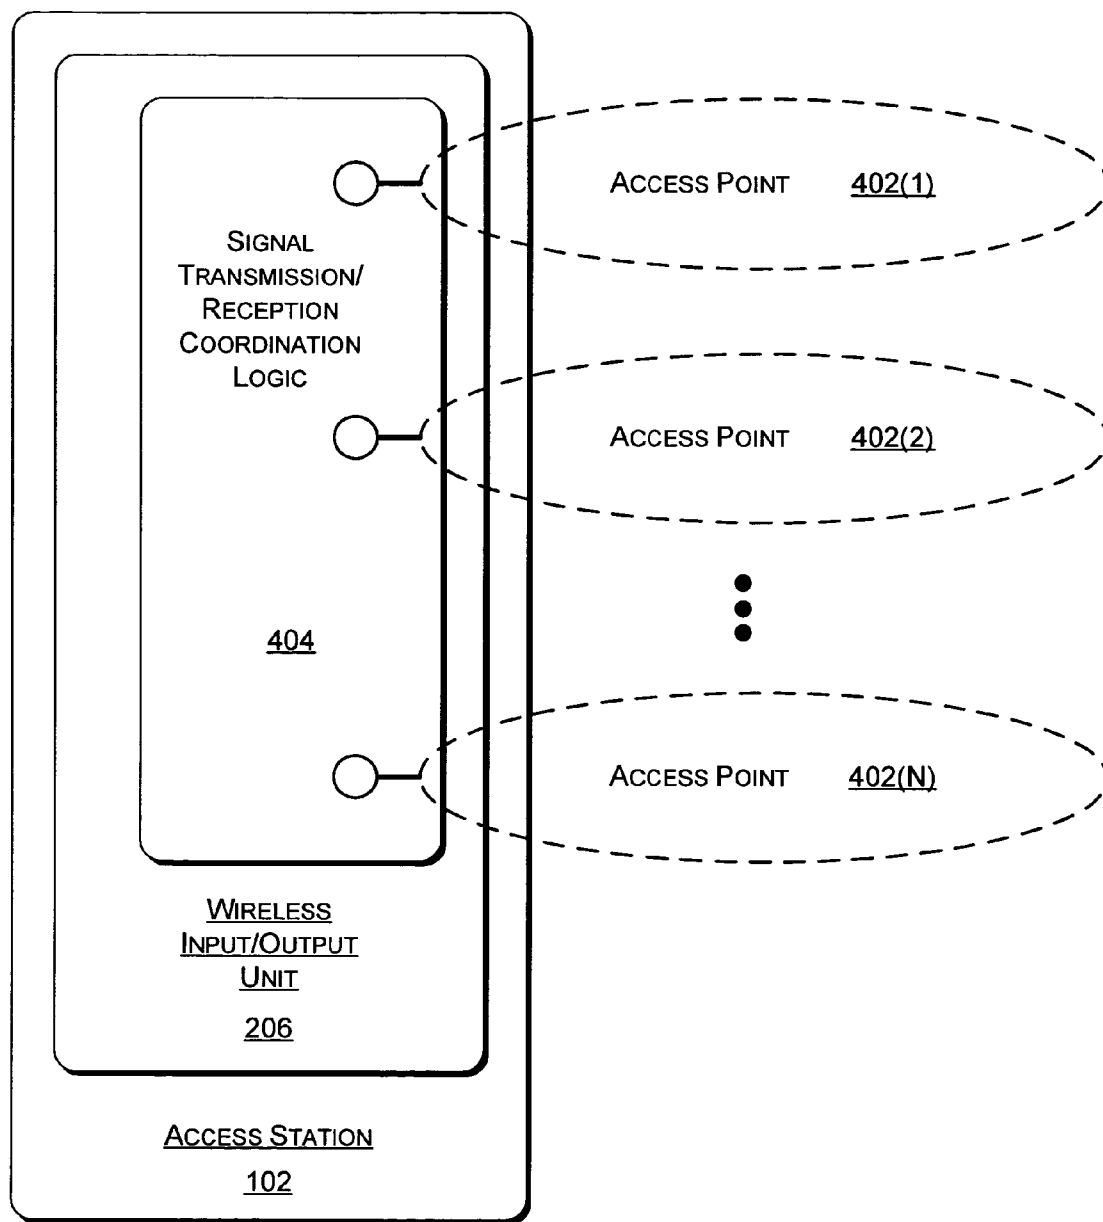 ACCESS POINT 402(1)
SIGNAL
TRANSMISSION/
RECEPTION
COORDINATION
LOGIC
ACCESS POINT 402(2)
404
ACCESS POINT 402(N)
WIRELESS
INPUT/OUTPUT
UNIT
206
ACCESS STATION
102